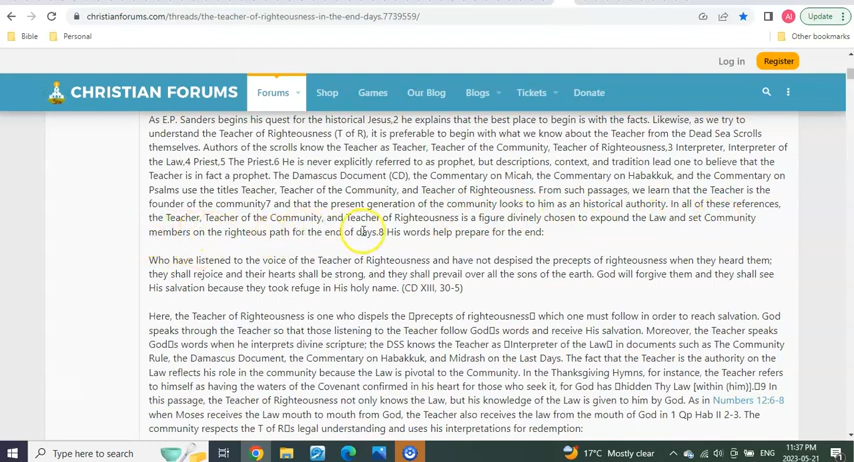 christianforums.com/threads/the-teacher-of-righteousness-in-the-end-days.7739559/
AI
Update
Bible
Personal
Other bookmarks
Log in
Register
CHRISTIAN FORUMS
Forums
Shop
Games
Our Blog
Blogs
Tickets
Donate
As E.P. Sanders begins his quest for the historical Jesus,2 he explains that the best place to begin is with the facts. Likewise, as we try to
understand the Teacher of Righteousness (T of R), it is preferable to begin with what we know about the Teacher from the Dead Sea Scrolls
themselves. Authors of the scrolls know the Teacher as Teacher, Teacher of the Community, Teacher of Righteousness,3 Interpreter, Interpreter of
the Law,4 Priest,5 The Priest.6 He is never explicitly referred to as prophet, but descriptions, context, and tradition lead one to believe that the
Teacher is in fact a prophet. The Damascus Document (CD), the Commentary on Micah, the Commentary on Habakkuk, and the Commentary on
Psalms use the titles Teacher, Teacher of the Community, and Teacher of Righteousness. From such passages, we learn that the Teacher is the
founder of the community7 and that the present generation of the community looks to him as an historical authority. In all of these references,
the Teacher, Teacher of the Community, and Teacher of Righteousness is a figure divinely chosen to expound the Law and set Community
members on the righteous path for the end of days.8 His words help prepare for the end:
Who have listened to the voice of the Teacher of Righteousness and have not despised the precepts of righteousness when they heard them;
they shall rejoice and their hearts shall be strong, and they shall prevail over all the sons of the earth. God will forgive them and they shall see
His salvation because they took refuge in His holy name. (CD XIII, 30-5)
Here, the Teacher of Righteousness is one who dispels the □precepts of righteousness□ which one must follow in order to reach salvation. God
speaks through the Teacher so that those listening to the Teacher follow God□s words and receive His salvation. Moreover, the Teacher speaks
God□s words when he interprets divine scripture; the DSS knows the Teacher as □Interpreter of the Law□ in documents such as The Community
Rule, the Damascus Document, the Commentary on Habakkuk, and Midrash on the Last Days. The fact that the Teacher is the authority on the
Law reflects his role in the community because the Law is pivotal to the Community. In the Thanksgiving Hymns, for instance, the Teacher refers
to himself as having the waters of the Covenant confirmed in his heart for those who seek it, for God has □hidden Thy Law [within (him)].□9 In
this passage, the Teacher of Righteousness not only knows the Law, but his knowledge of the Law is given to him by God. As in Numbers 12:6-8
when Moses receives the Law mouth to mouth from God, the Teacher also receives the law from the mouth of God in 1 Qp Hab II 2-3. The
community respects the T of R□s legal understanding and uses his interpretations for redemption:
Type here to search
17°C Mostly clear
ENG
11:37 PM
2023-05-21